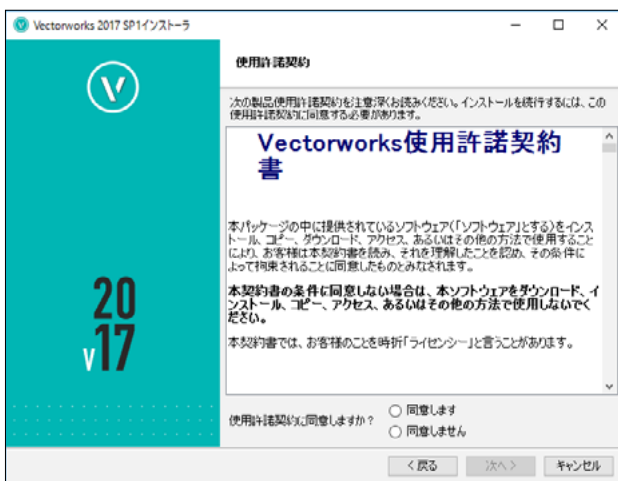 Vectorworks 2017 SP1インストーラ
使用許諾契約
次の製品使用許諾契約を注意深くお読みください。インストールを続行するには、この
使用許諾契約に同意する必要があります。
Vectorworks使用許諾契約
書
本パッケージの中に提供されているソフトウェア(「ソフトウェア」とする)をインス
トール、コピー、ダウンロード、アクセス、あるいはその他の方法で使用すること
により、お客様は本契約書を読み、それを理解したことを認め、その条件に
よって拘束されることに同意したものとみなされます。
本契約書の条件に同意しない場合は、本ソフトウェアをダウンロード、イ
ンストール、コピー、アクセス、あるいはその他の方法で使用しないでく
ださい。
本契約書では、お客様のことを時折「ライセンシー」と言うことがあります。
20
v17
使用許諾契約に同意しますか?
同意します
同意しません
< 戻る
次へ >
キャンセル